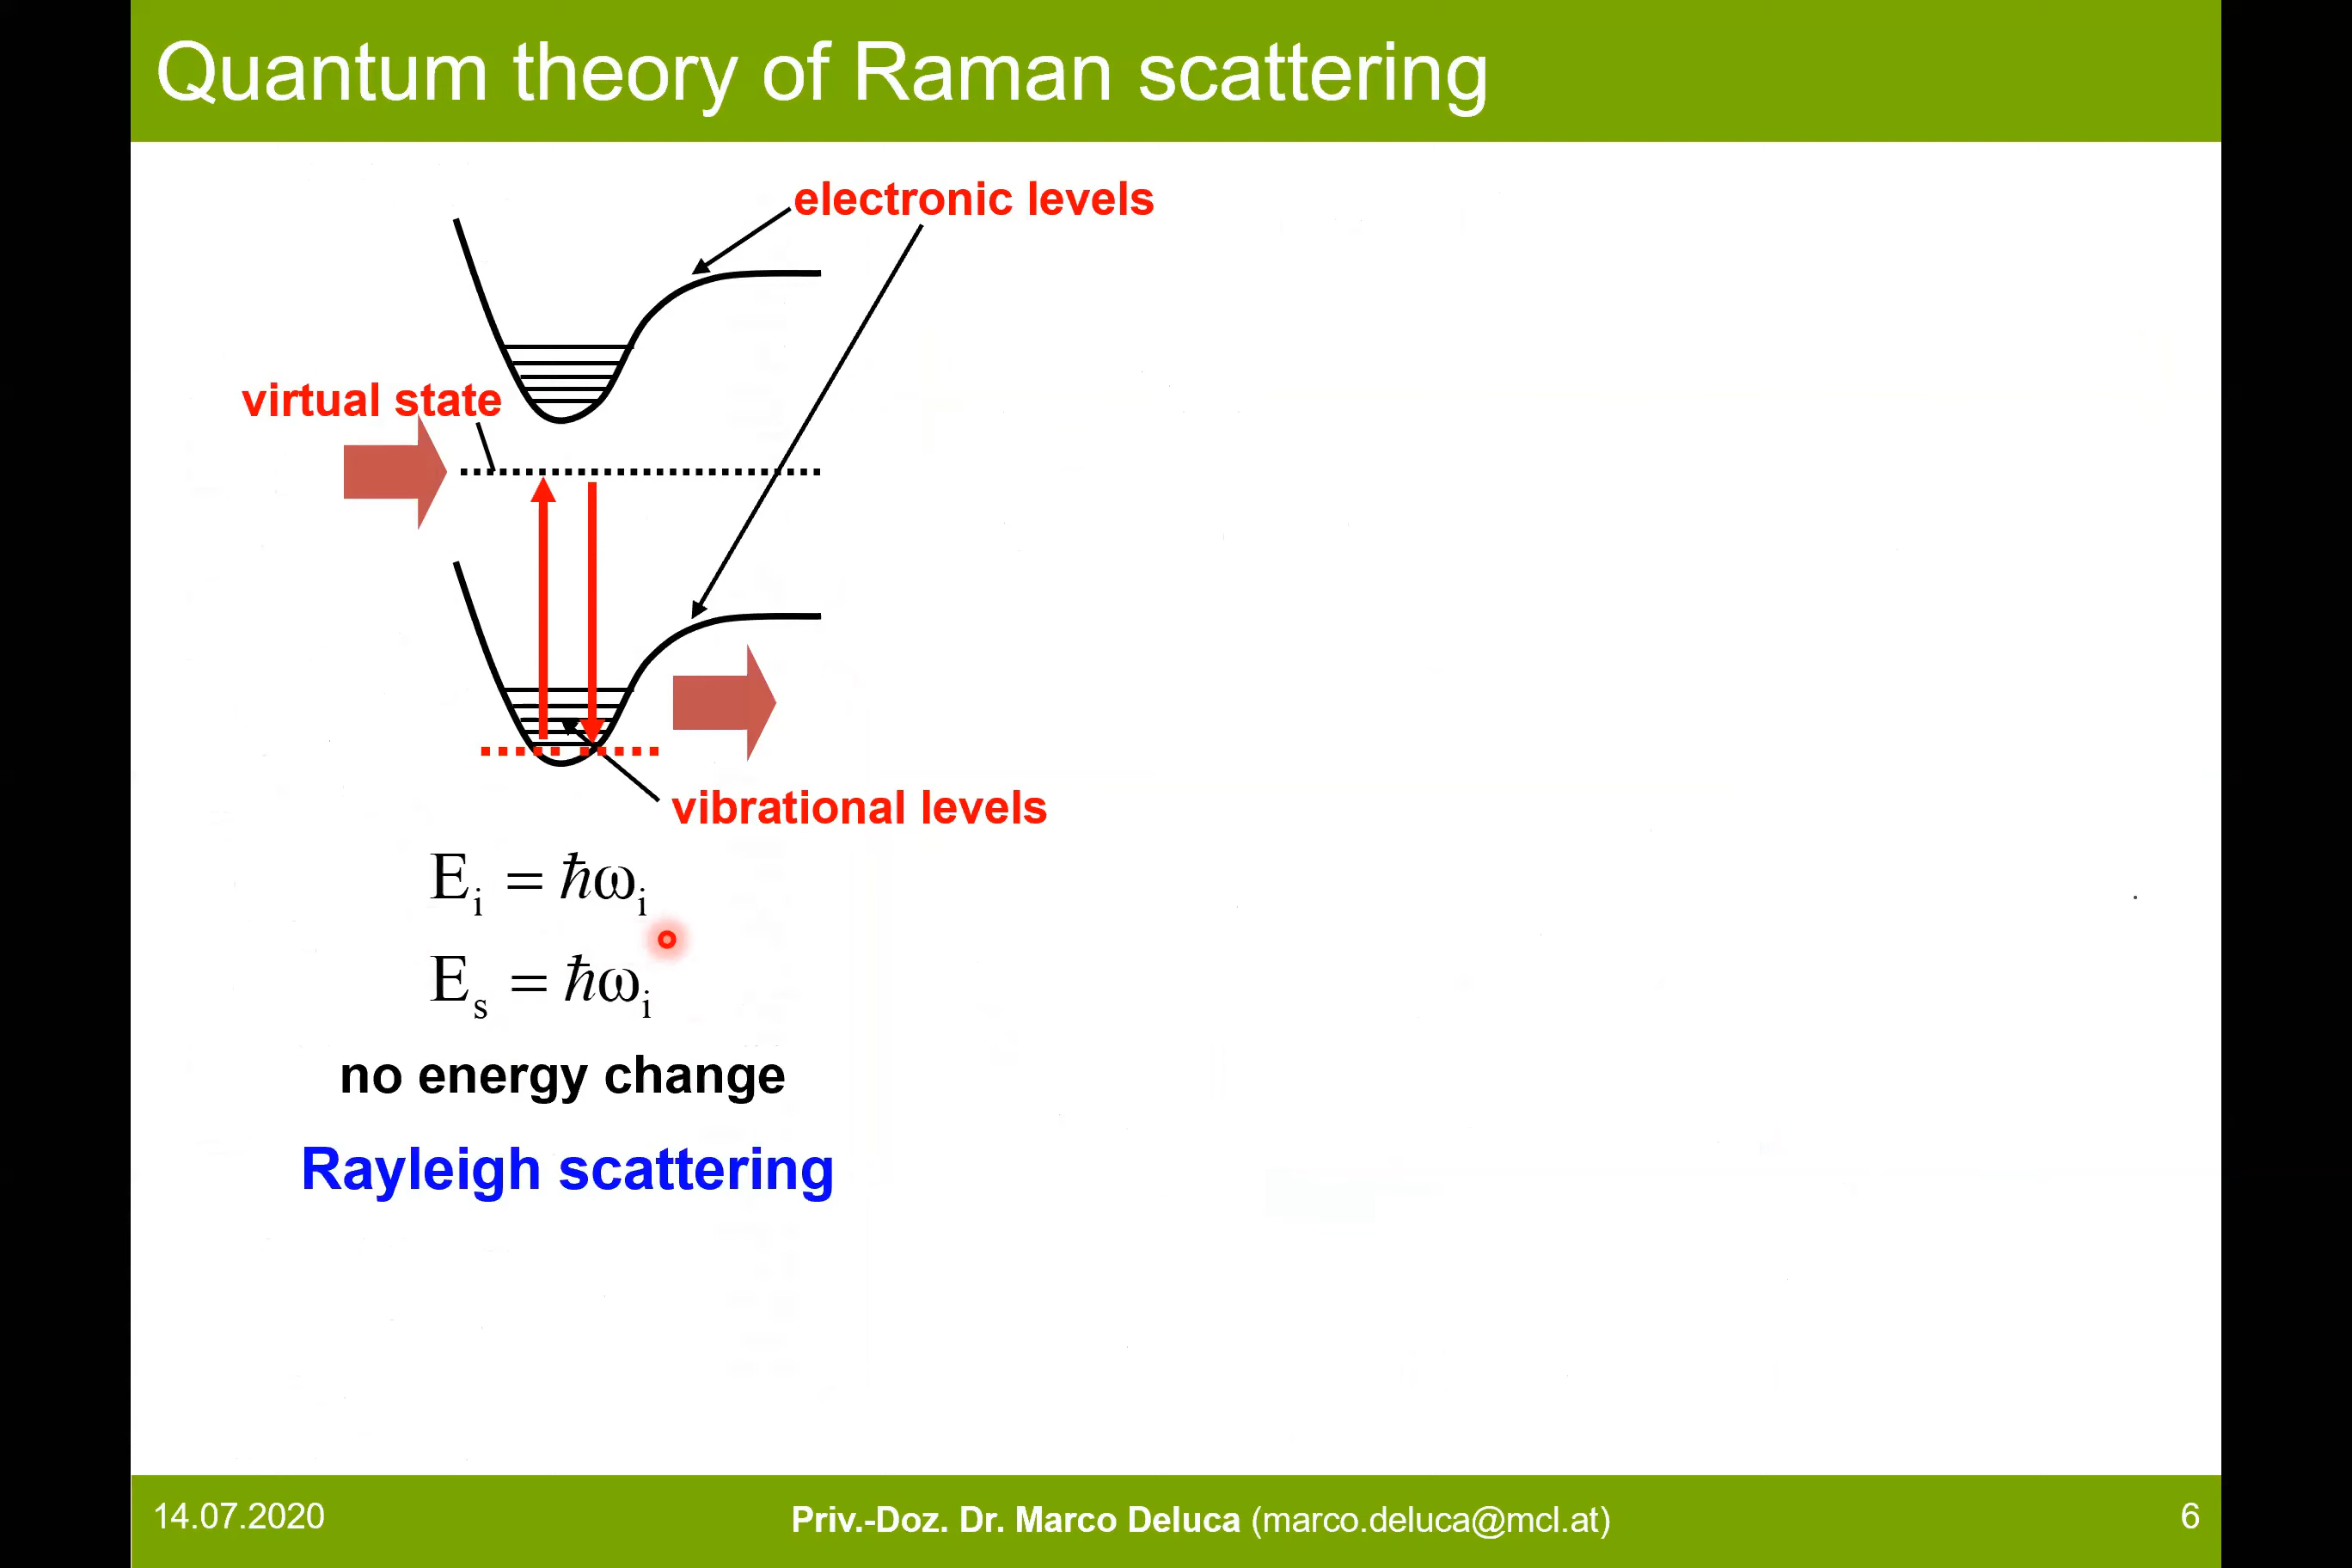 Quantum theory of Raman scattering
electronic levels
virtual state
vibrational levels
Eᵢ = ħωᵢ
Eₛ = ħωᵢ
no energy change
Rayleigh scattering
14.07.2020
Priv.-Doz. Dr. Marco Deluca (marco.deluca@mcl.at)
6